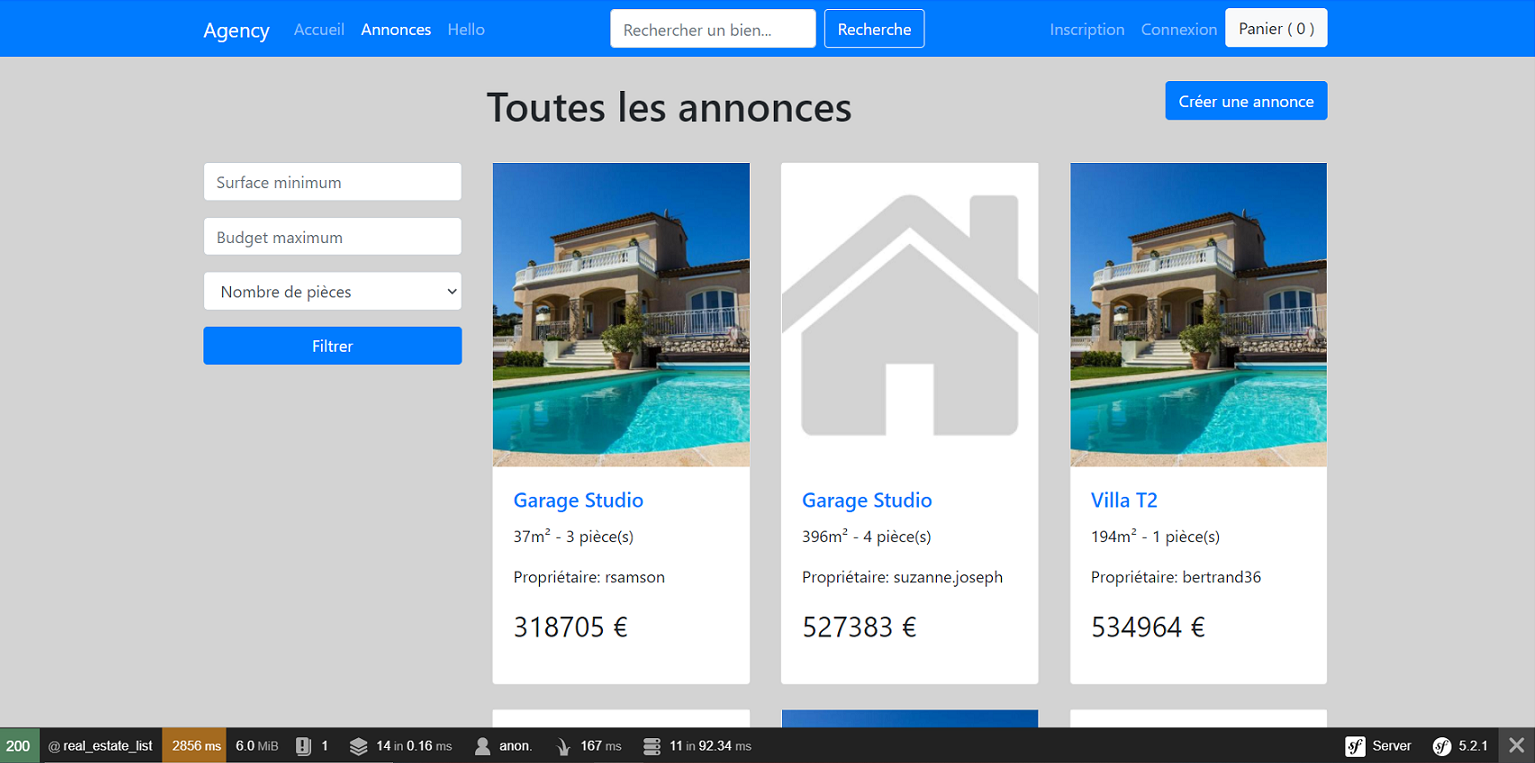 Agency Accueil Annonces Hello Rechercher un bien... Recherche Inscription Connexion Panier ( 0 )
Toutes les annonces
Créer une annonce
Surface minimum
Budget maximum
Nombre de pièces
Filtrer
Garage Studio
37m² - 3 pièce(s)
Propriétaire: rsamson
318705 €
Garage Studio
396m² - 4 pièce(s)
Propriétaire: suzanne.joseph
527383 €
Villa T2
194m² - 1 pièce(s)
Propriétaire: bertrand36
534964 €
200 @ real_estate_list 2856 ms 6.0 MiB 1 14 in 0.16 ms anon. 167 ms 11 in 92.34 ms sf Server sf 5.2.1